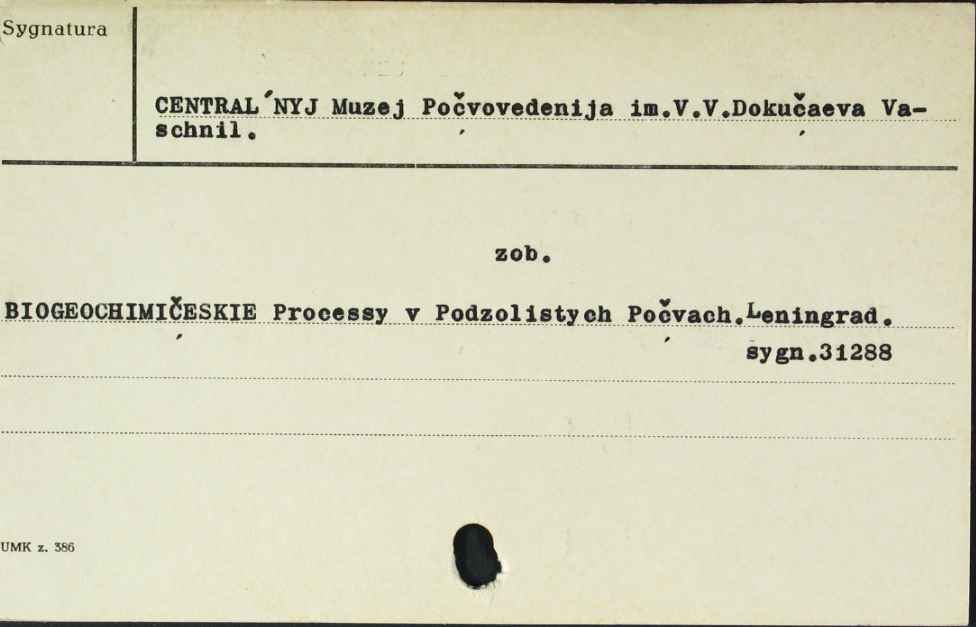 Sygnatura
CENTRAL´NYJ Muzej Počvovedenija im.V.V.Dokučaeva Va-
schnil.
zob.
BIOGEOCHIMIČESKIE Processy v Podzolistych Počvach.Leningrad.
sygn.31288
UMK z. 386